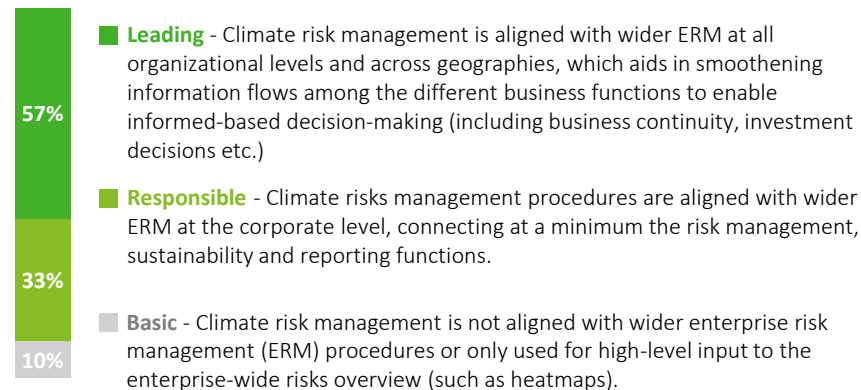 Leading - Climate risk management is aligned with wider ERM at all
organizational levels and across geographies, which aids in smoothening
information flows among the different business functions to enable
57%
informed-based decision-making (including business continuity, investment
decisions etc.)
Responsible - Climate risks management procedures are aligned with wider
ERM at the corporate level, connecting at a minimum the risk management,
sustainability and reporting functions.
33%
Basic - Climate risk management is not aligned with wider enterprise risk
management (ERM) procedures or only used for high-level input to the
10%
enterprise-wide risks overview (such as heatmaps).